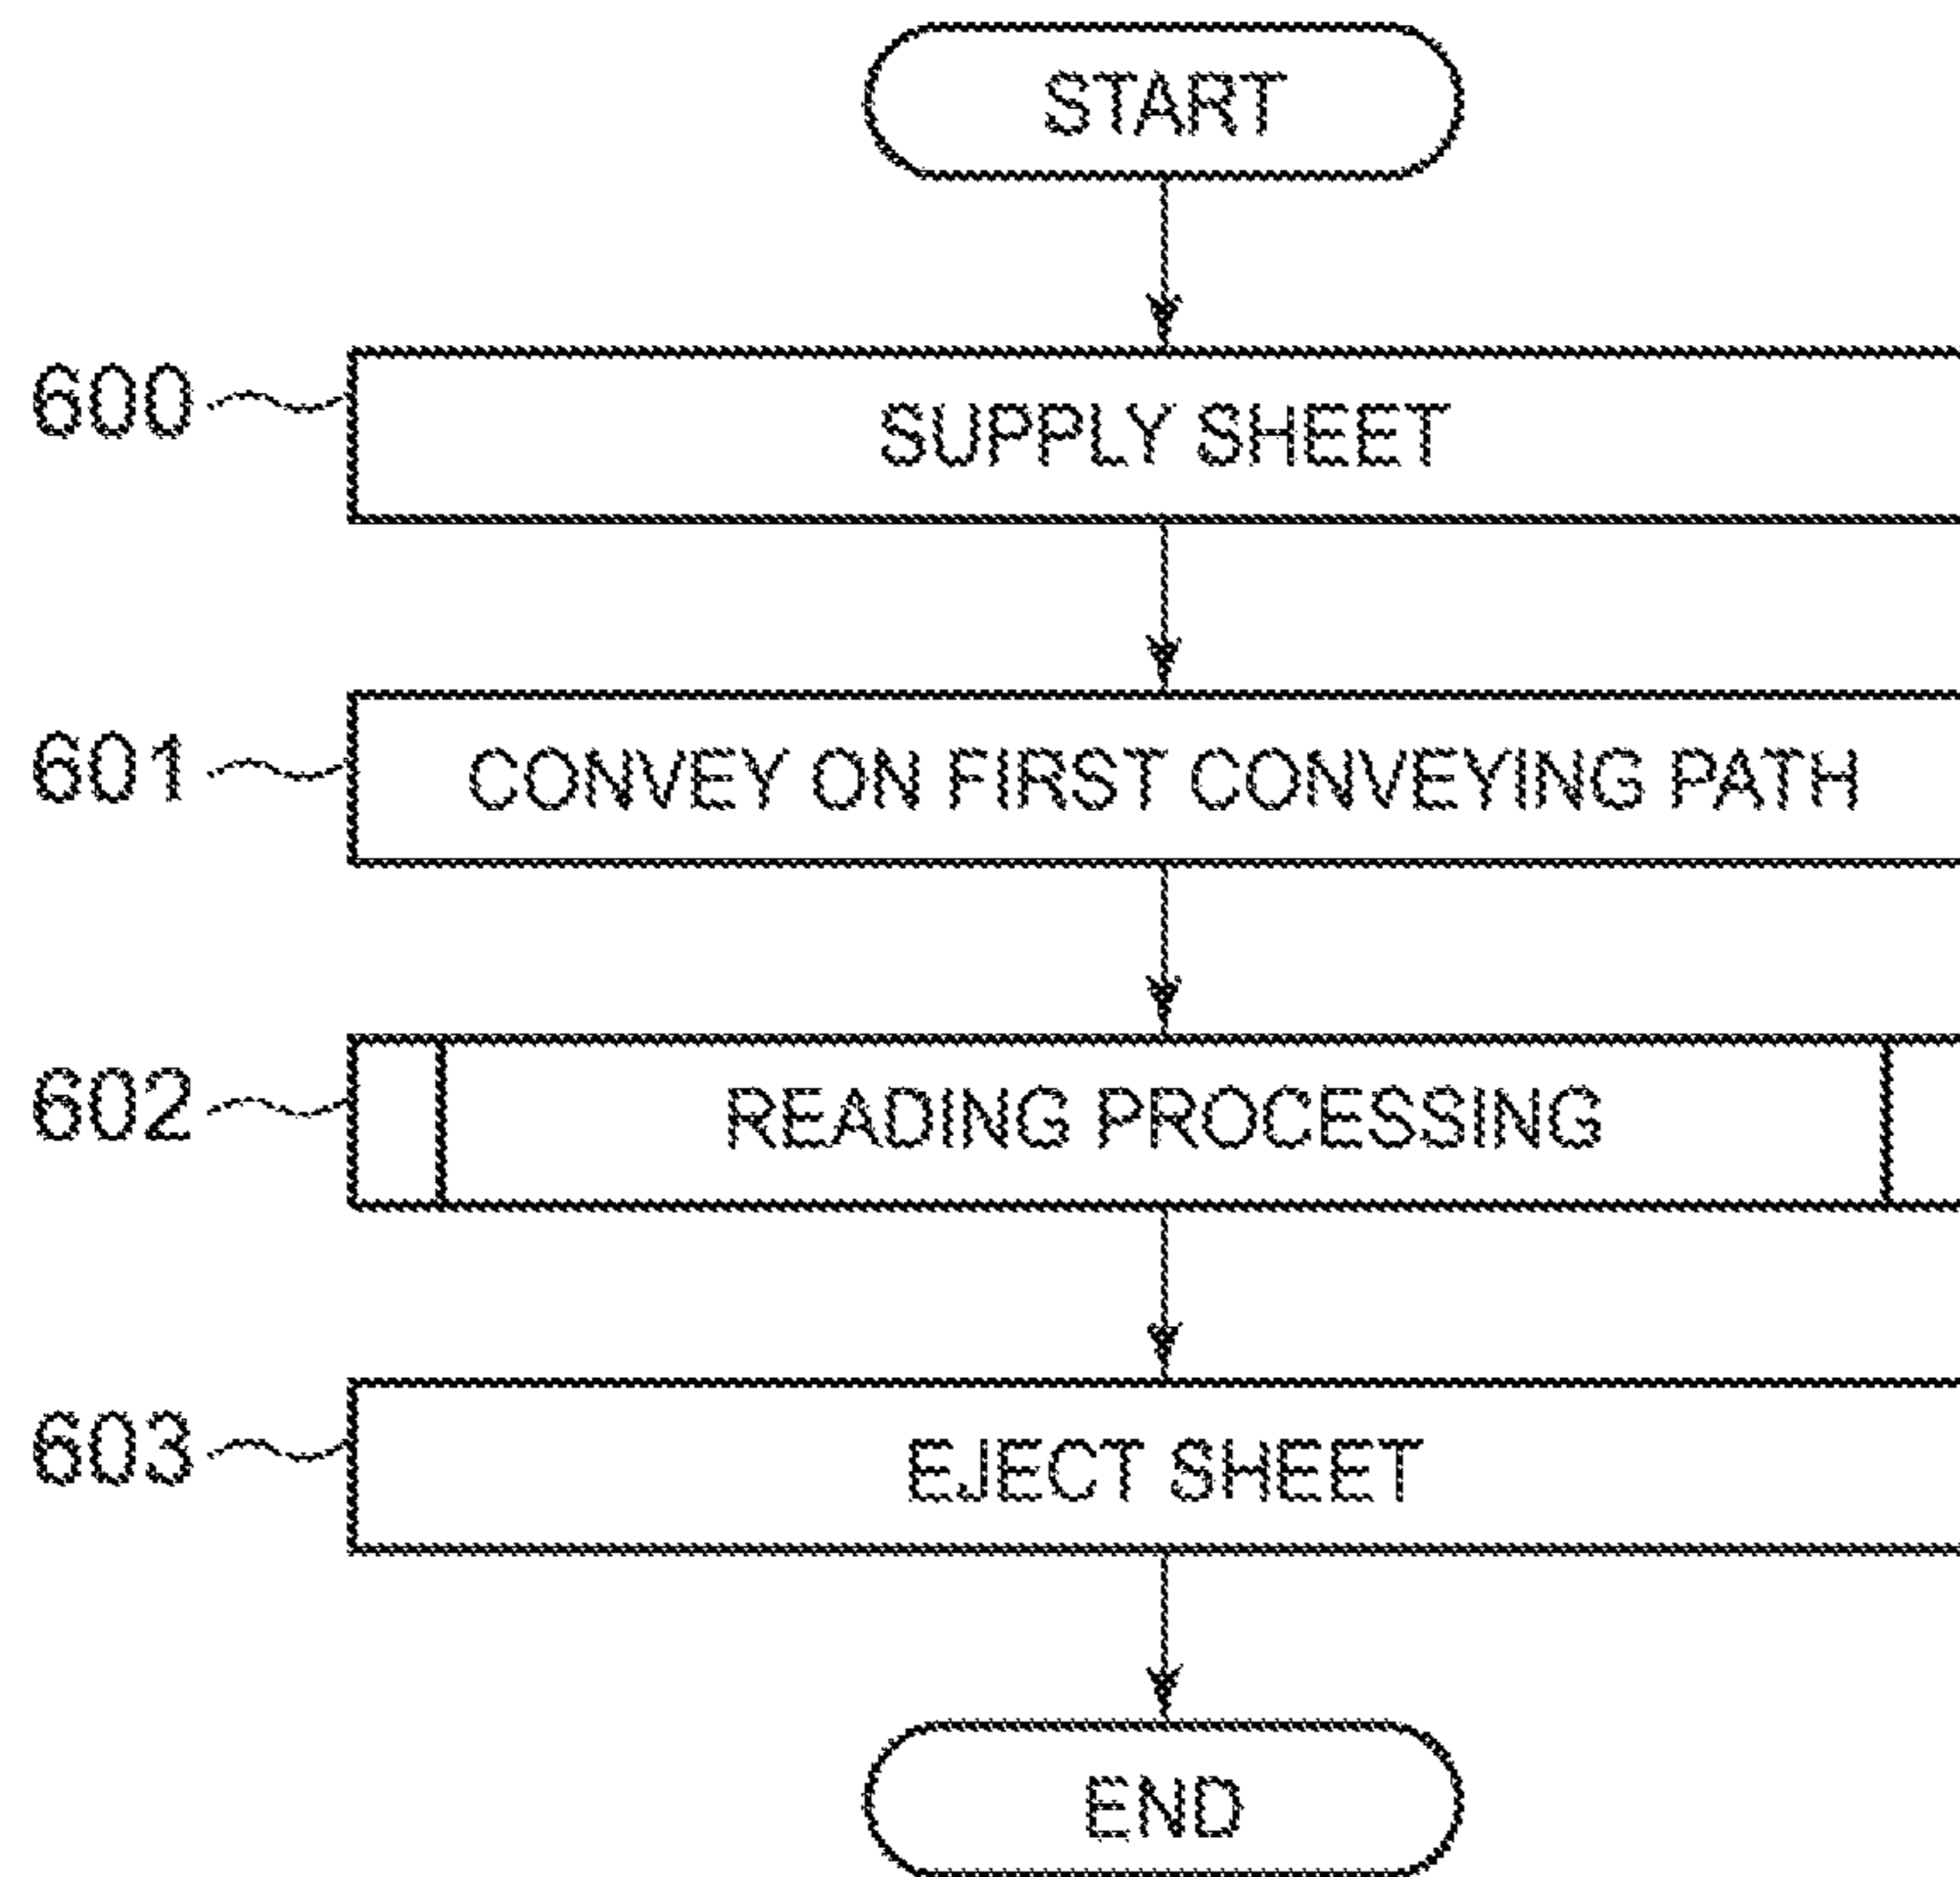 START
600 SUPPLY SHEET
601 CONVEY ON FIRST CONVEYING PATH
602 READING PROCESSING
603 EJECT SHEET
END